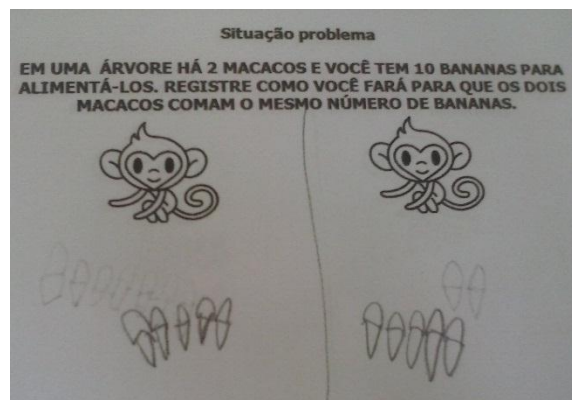 Situação problema
EM UMA ÁRVORE HÁ 2 MACACOS E VOCÊ TEM 10 BANANAS PARA
ALIMENTÁ-LOS. REGISTRE COMO VOCÊ FARÁ PARA QUE OS DOIS
MACACOS COMAM O MESMO NÚMERO DE BANANAS.